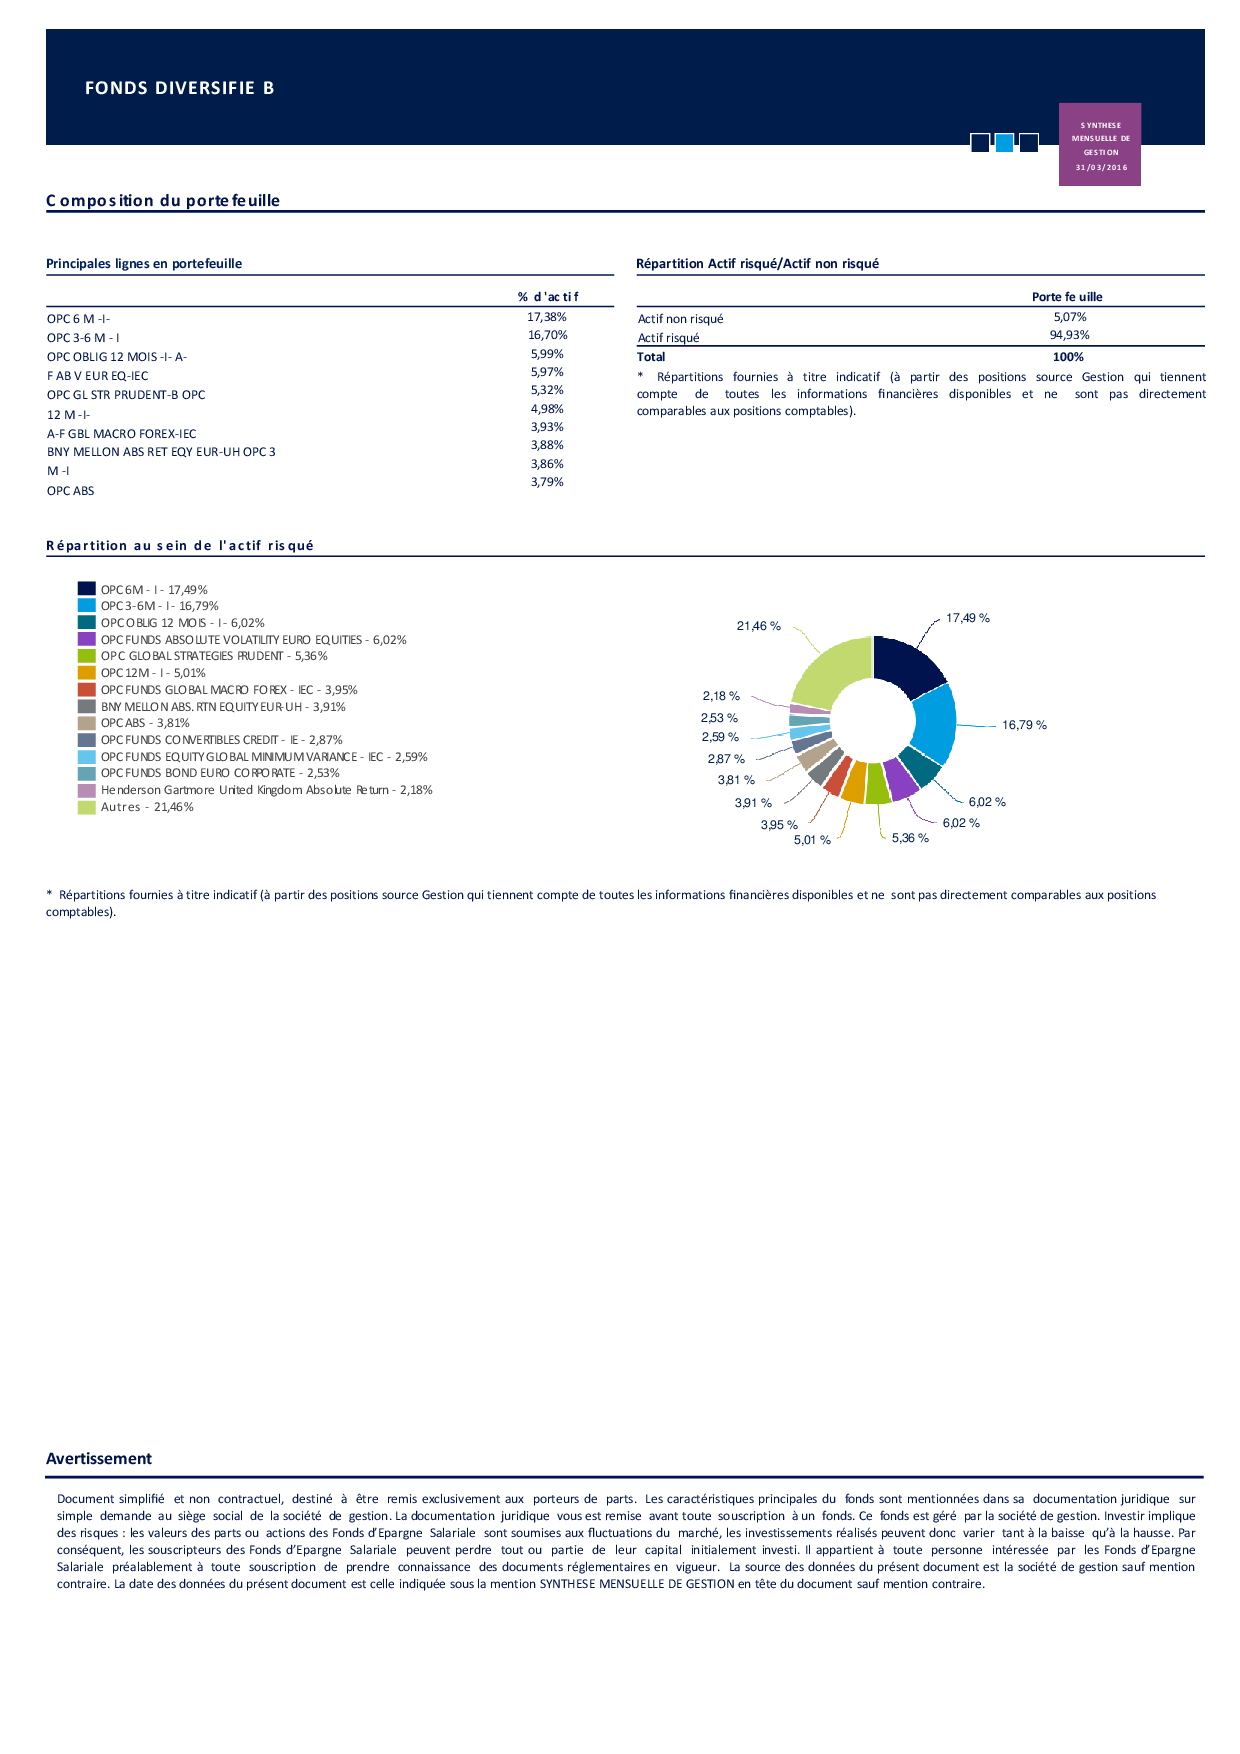 FONDS DIVERSIFIE B
SYNTHESE
MENSUELLE DE
GESTION
31/03/2016
Composition du portefeuille
Principales lignes en portefeuille
% d'actif
OPC 6 M -I- 17,38%
OPC 3-6 M - I 16,70%
OPC OBLIG 12 MOIS -I- A- 5,99%
F AB V EUR EQ-IEC 5,97%
OPC GL STR PRUDENT-B OPC 5,32%
12 M -I- 4,98%
A-F GBL MACRO FOREX-IEC 3,93%
BNY MELLON ABS RET EQY EUR-UH OPC 3 3,88%
M -I 3,86%
OPC ABS 3,79%
Répartition Actif risqué/Actif non risqué
Portefeuille
Actif non risqué 5,07%
Actif risqué 94,93%
Total 100%
* Répartitions fournies à titre indicatif (à partir des positions source Gestion qui tiennent
compte de toutes les informations financières disponibles et ne sont pas directement
comparables aux positions comptables).
Répartition au sein de l'actif risqué
OPC 6M - I - 17,49%
OPC 3-6M - I - 16,79%
OPC OBLIG 12 MOIS - I - 6,02%
OPC FUNDS ABSOLUTE VOLATILITY EURO EQUITIES - 6,02%
OPC GLOBAL STRATEGIES PRUDENT - 5,36%
OPC 12M - I - 5,01%
OPC FUNDS GLOBAL MACRO FOREX - IEC - 3,95%
BNY MELLON ABS. RTN EQUITY EUR-UH - 3,91%
OPC ABS - 3,81%
OPC FUNDS CONVERTIBLES CREDIT - IE - 2,87%
OPC FUNDS EQUITY GLOBAL MINIMUM VARIANCE - IEC - 2,59%
OPC FUNDS BOND EURO CORPORATE - 2,53%
Henderson Gartmore United Kingdom Absolute Return - 2,18%
Autres - 21,46%
17,49 %
16,79 %
6,02 %
6,02 %
5,36 %
5,01 %
3,95 %
3,91 %
3,81 %
2,87 %
2,59 %
2,53 %
2,18 %
21,46 %
* Répartitions fournies à titre indicatif (à partir des positions source Gestion qui tiennent compte de toutes les informations financières disponibles et ne sont pas directement comparables aux positions
comptables).
Avertissement
Document simplifié et non contractuel, destiné à être remis exclusivement aux porteurs de parts. Les caractéristiques principales du fonds sont mentionnées dans sa documentation juridique sur
simple demande au siège social de la société de gestion. La documentation juridique vous est remise avant toute souscription à un fonds. Ce fonds est géré par la société de gestion. Investir implique
des risques : les valeurs des parts ou actions des Fonds d’Epargne Salariale sont soumises aux fluctuations du marché, les investissements réalisés peuvent donc varier tant à la baisse qu’à la hausse. Par
conséquent, les souscripteurs des Fonds d’Epargne Salariale peuvent perdre tout ou partie de leur capital initialement investi. Il appartient à toute personne intéressée par les Fonds d’Epargne
Salariale préalablement à toute souscription de prendre connaissance des documents réglementaires en vigueur. La source des données du présent document est la société de gestion sauf mention
contraire. La date des données du présent document est celle indiquée sous la mention SYNTHESE MENSUELLE DE GESTION en tête du document sauf mention contraire.